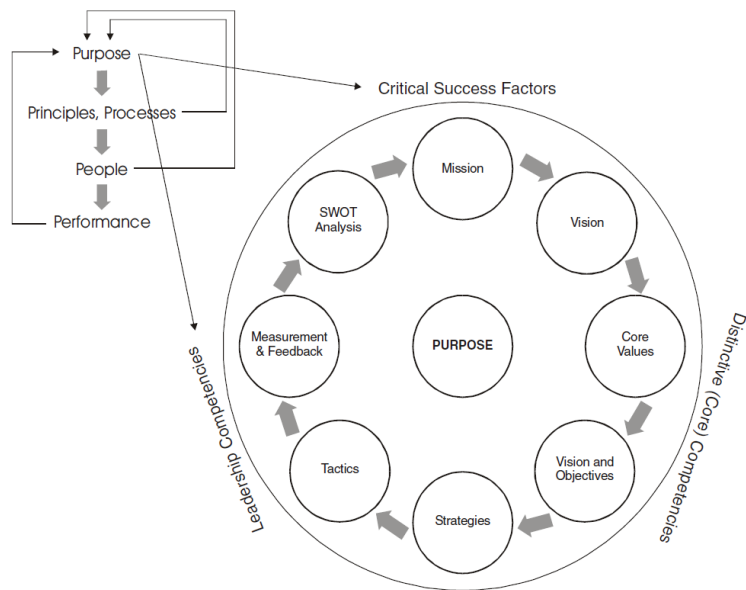 Purpose
Principles, Processes
People
Performance
Critical Success Factors
Mission
Vision
Core
Values
Vision and
Objectives
Strategies
Tactics
Measurement
& Feedback
SWOT
Analysis
PURPOSE
Distinctive (Core) Competencies
Leadership Competencies